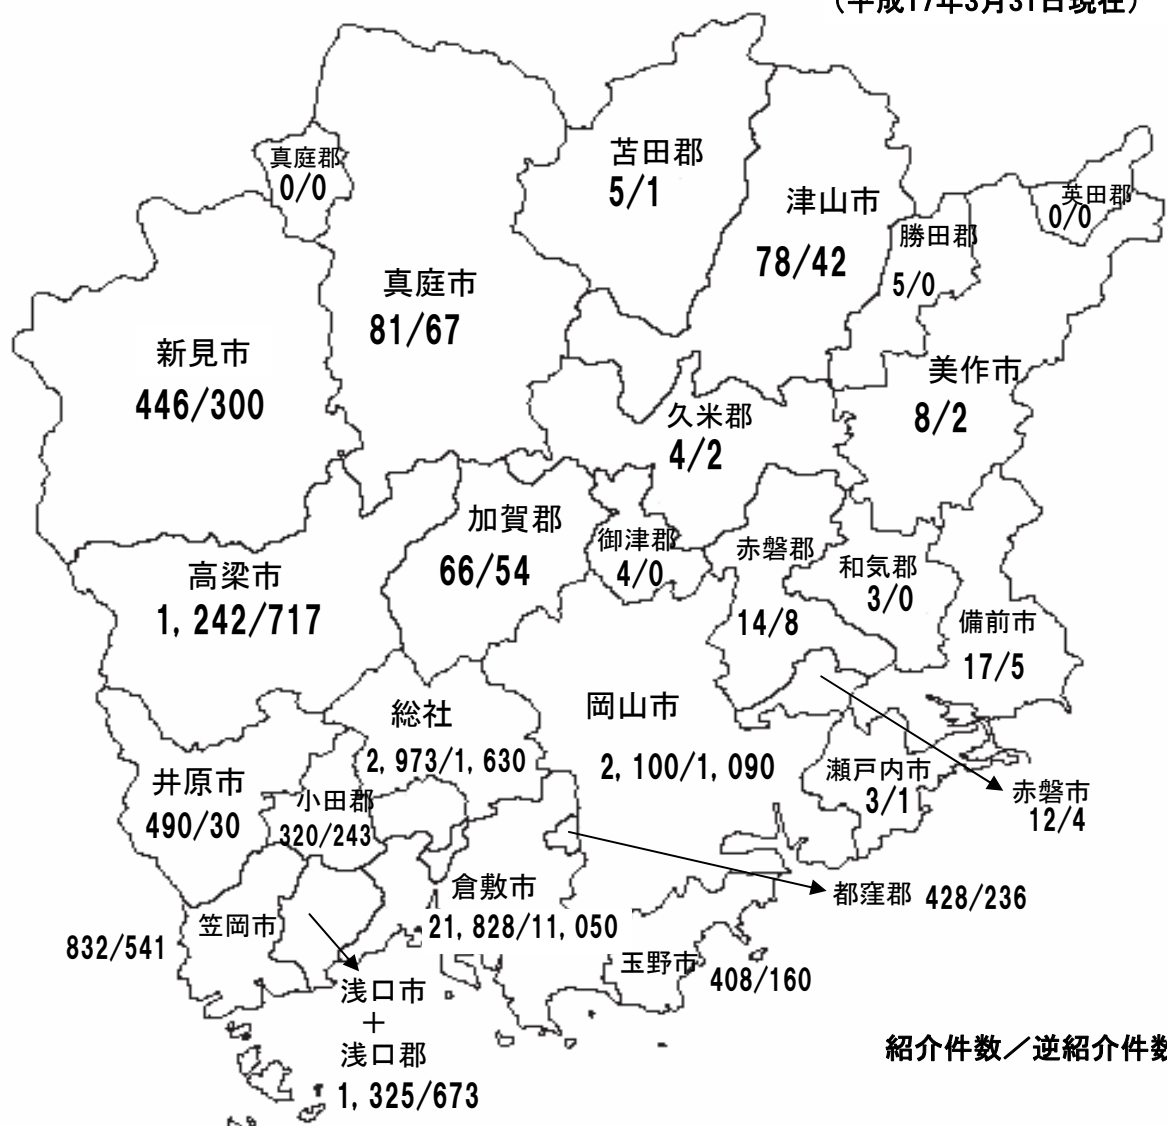 （平成17年3月31日現在）
真庭郡
0/0
苫田郡
5/1
津山市
78/42
英田郡
0/0
勝田郡
5/0
真庭市
81/67
新見市
446/300
美作市
8/2
久米郡
4/2
加賀郡
66/54
御津郡
4/0
赤磐郡
14/8
和気郡
3/0
高梁市
1,242/717
備前市
17/5
岡山市
2,100/1,090
総社
2,973/1,630
瀬戸内市
3/1
赤磐市
12/4
井原市
490/30
小田郡
320/243
倉敷市
21,828/11,050
都窪郡 428/236
笠岡市
832/541
玉野市
408/160
浅口市
＋
浅口郡
1,325/673
紹介件数／逆紹介件数